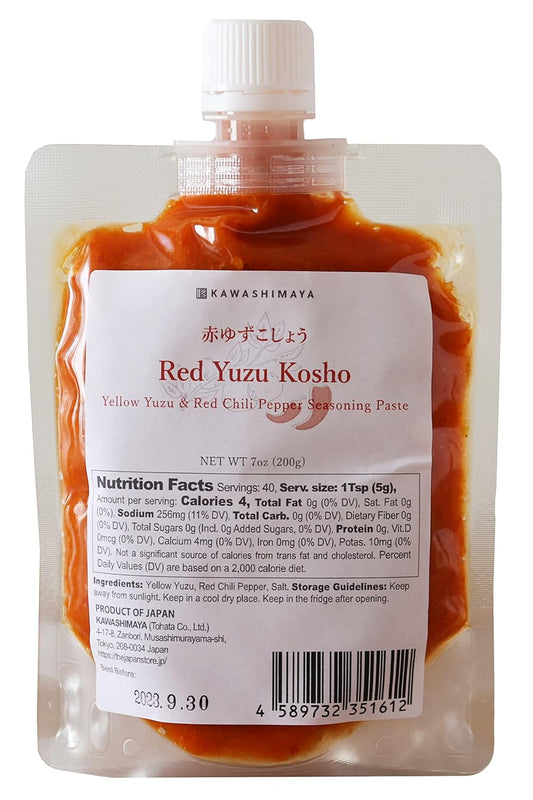 KAWASHIMAYA
赤ゆずこしょう
Red Yuzu Kosho
Yellow Yuzu & Red Chili Pepper Seasoning Paste
NET WT 7oz (200g)
Nutrition Facts Servings: 40, Serv. size: 1Tsp (5g),
Amount per serving: Calories 4, Total Fat 0g (0% DV), Sat. Fat 0g
(0%), Sodium 256mg (11% DV), Total Carb. 0g (0% DV), Dietary Fiber 0g
(0% DV), Total Sugars 0g (Incl. 0g Added Sugars, 0% DV), Protein 0g, Vit.D
0mcg (0% DV), Calcium 4mg (0% DV), Iron 0mg (0% DV), Potas. 10mg (0%
DV). Not a significant source of calories from trans fat and cholesterol. Percent
Daily Values (DV) are based on a 2,000 calorie diet.
Ingredients: Yellow Yuzu, Red Chili Pepper, Salt. Storage Guidelines: Keep
away from sunlight. Keep in a cool dry place. Keep in the fridge after opening.
PRODUCT OF JAPAN
KAWASHIMAYA (Tohata Co., Ltd.)
4-17-8, Zanbori, Musashimurayama-shi,
Tokyo, 208-0034 Japan
https://thejapanstore.jp/
Best Before:
2023.9.30
4 589732 351612